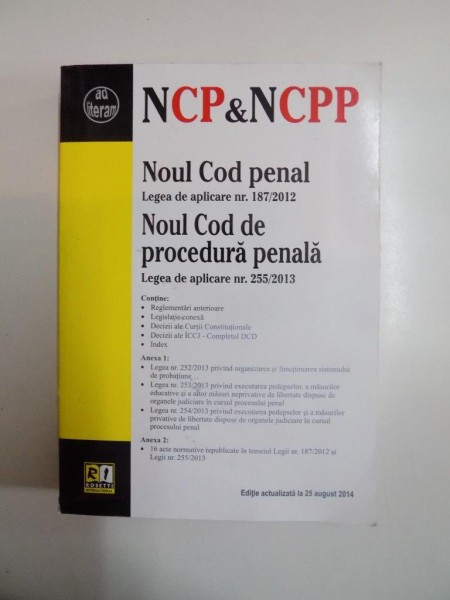 ad
literam
NCP&NCPP
Noul Cod penal
Legea de aplicare nr. 187/2012
Noul Cod de
procedură penală
Legea de aplicare nr. 255/2013
Conține:
• Reglementări anterioare
• Legislație conexă
• Decizii ale Curții Constituționale
• Decizii ale ÎCCJ - Completul DCD
• Index
Anexa 1:
• Legea nr. 252/2013 privind organizarea și funcționarea sistemului
de probațiune
• Legea nr. 253/2013 privind executarea pedepselor, a măsurilor
educative și a altor măsuri neprivative de libertate dispuse de
organele judiciare în cursul procesului penal
• Legea nr. 254/2013 privind executarea pedepselor și a măsurilor
privative de libertate dispuse de organele judiciare în cursul
procesului penal
Anexa 2:
• 16 acte normative republicate în temeiul Legii nr. 187/2012 și
Legii nr. 255/2013
Ediție actualizată la 25 august 2014
ROSETTI
INTERNATIONAL